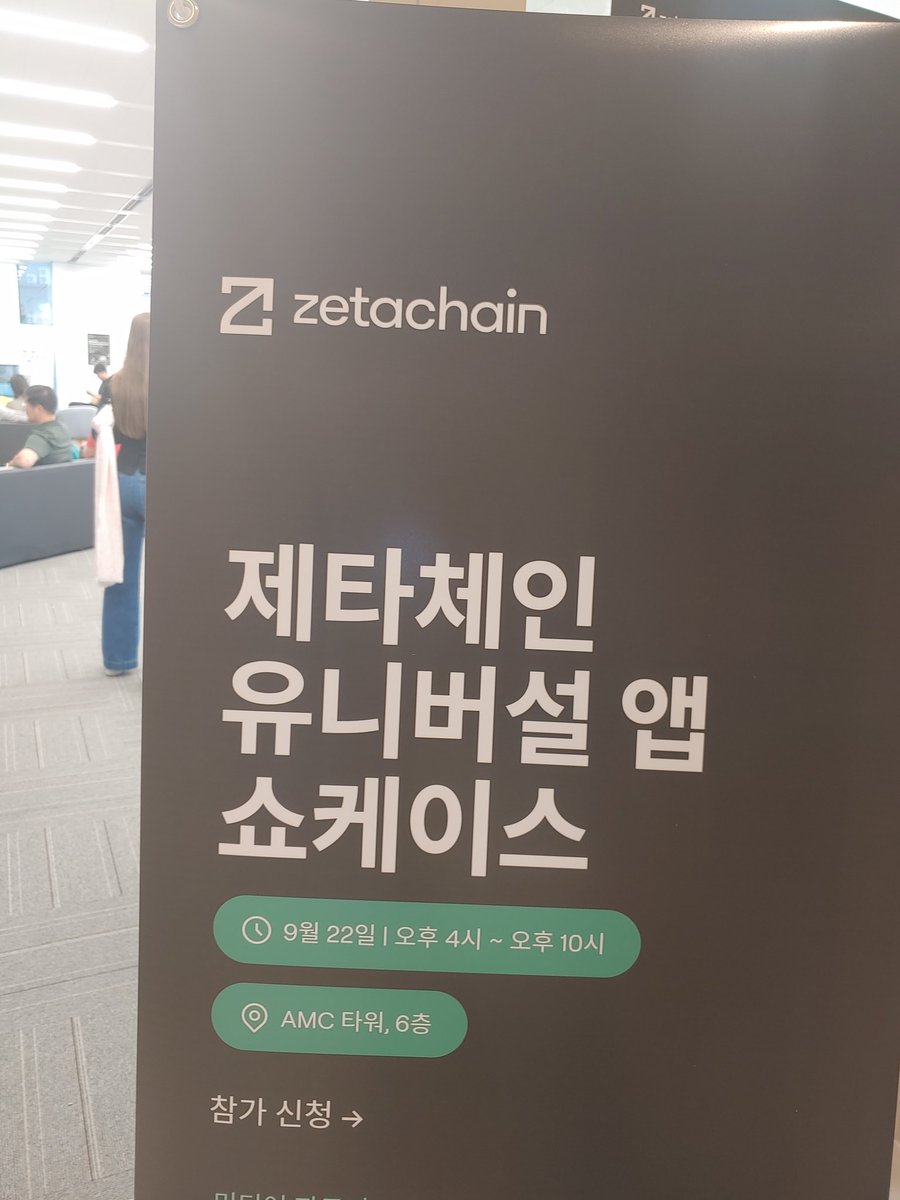 zetachain
제타체인
유니버설 앱
쇼케이스
9월 22일 | 오후 4시 ~ 오후 10시
AMC 타워, 6층
참가 신청 →